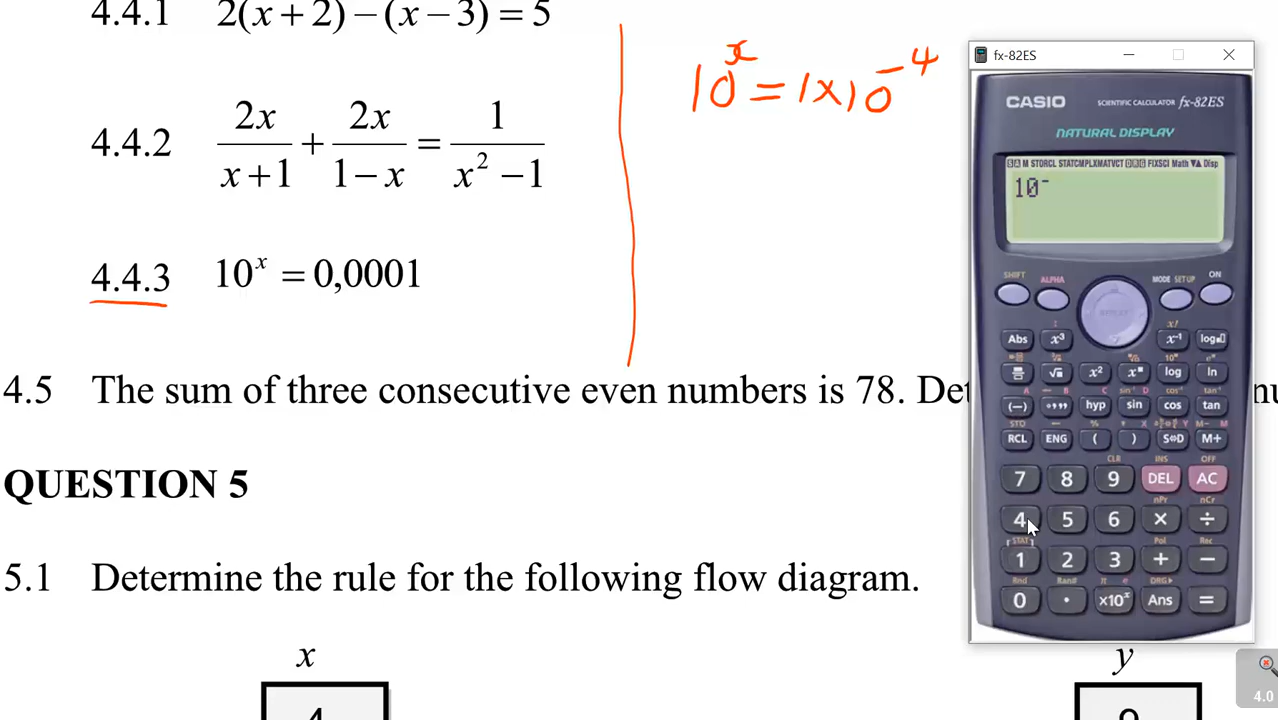 4.4.1 2(x + 2) − (x − 3) = 5
10^x = 1×10^-4
4.4.2 2x/(x + 1) + 2x/(1 − x) = 1/(x² − 1)
4.4.3 10^x = 0,0001
4.5 The sum of three consecutive even numbers is 78. Det
QUESTION 5
5.1 Determine the rule for the following flow diagram.
x
y
4
fx-82ES
CASIO SCIENTIFIC CALCULATOR fx-82ES
NATURAL DISPLAY
10⁻
SHIFT ALPHA MODE SETUP ON
REPLAY
Abs x³ x⁻¹ log
√ x² log ln
(−) hyp sin cos tan
RCL ENG ( ) S⇔D M+
7 8 9 DEL AC
4 5 6 × ÷
1 2 3 + −
0 • ×10^x Ans =
4.0